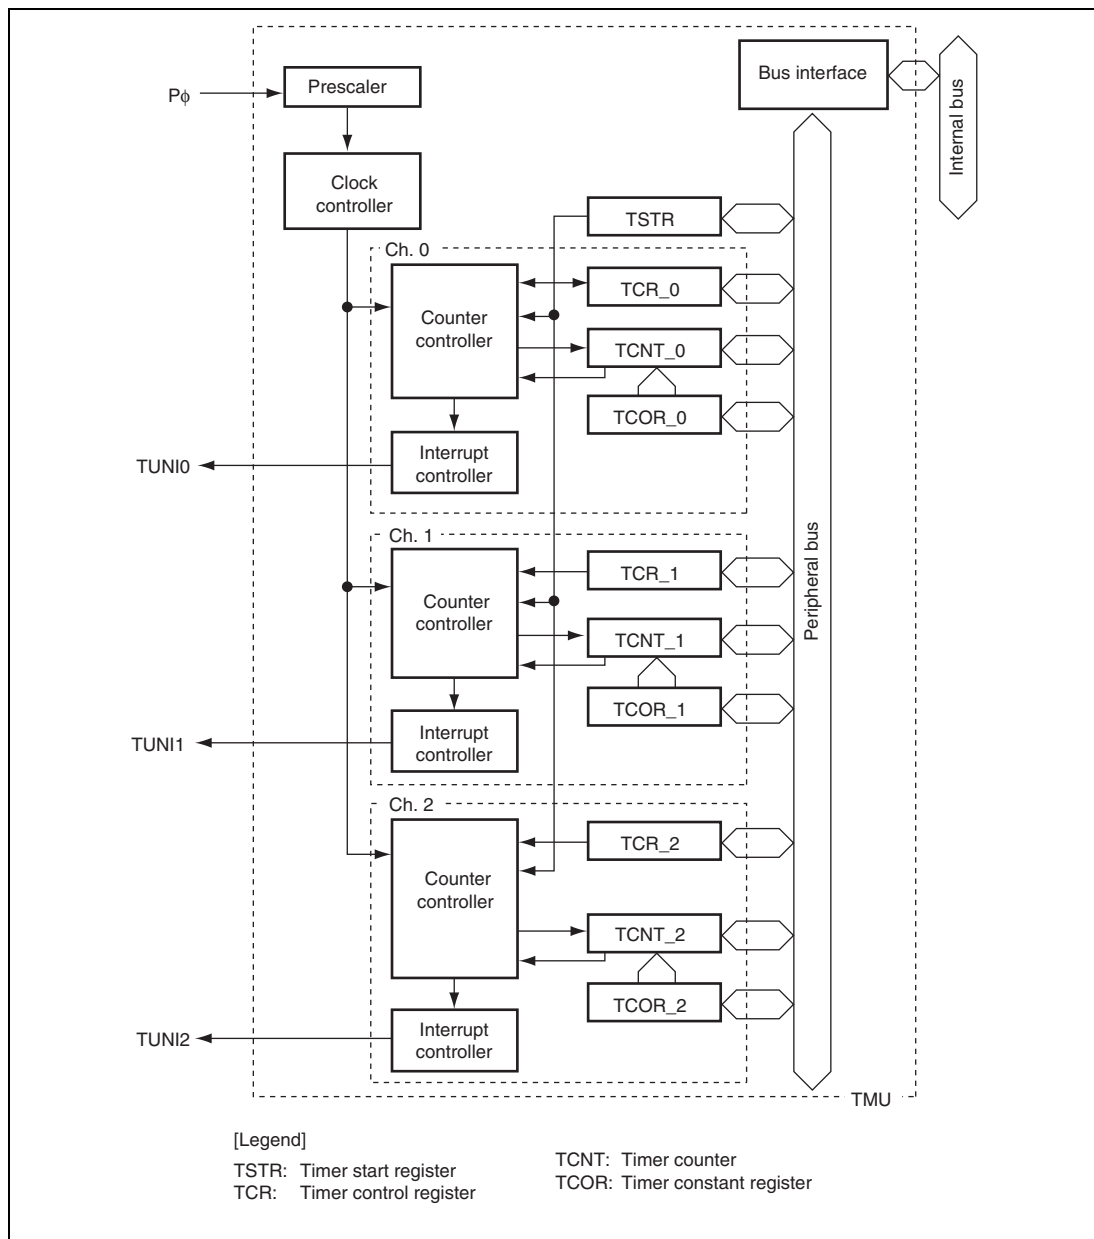 Bus interface
Prescaler
Pφ
Internal bus
Clock
controller
TSTR
Ch. 0
TCR_0
Counter
controller
TCNT_0
TCOR_0
Interrupt
controller
TUNI0
Peripheral bus
Ch. 1
TCR_1
Counter
controller
TCNT_1
TCOR_1
Interrupt
controller
TUNI1
Ch. 2
TCR_2
Counter
controller
TCNT_2
TCOR_2
Interrupt
controller
TUNI2
TMU
[Legend]
TSTR: Timer start register
TCR: Timer control register
TCNT: Timer counter
TCOR: Timer constant register